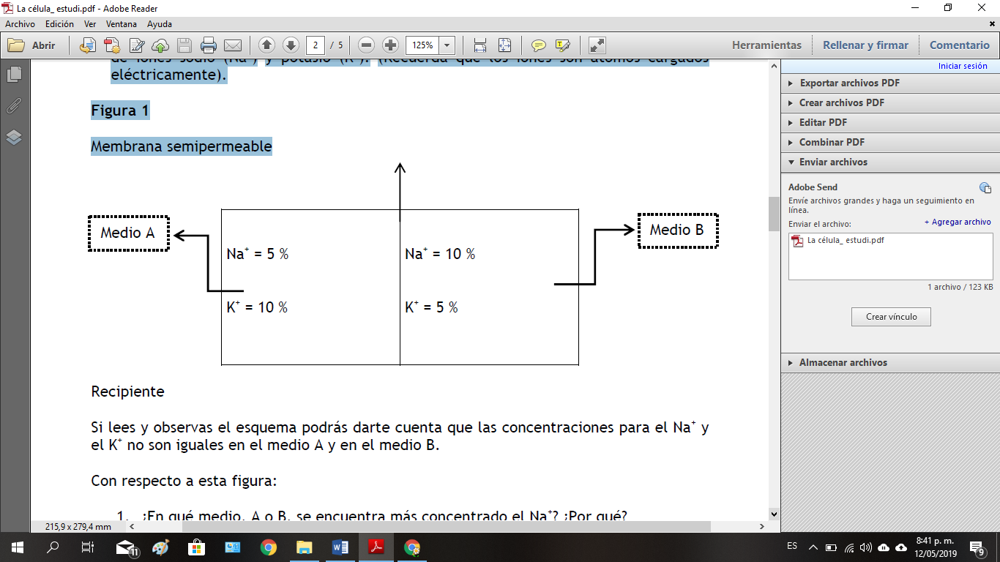 La célula_ estudi.pdf - Adobe Reader
Archivo Edición Ver Ventana Ayuda
Abrir 2 / 5 125% Herramientas Rellenar y firmar Comentario
de iones sodio (Na+) y potasio (K+). (Recuerda que los iones son átomos cargados
eléctricamente).
Figura 1
Membrana semipermeable
Medio A
Medio B
Na+ = 5 % Na+ = 10 %
K+ = 10 % K+ = 5 %
Recipiente
Si lees y observas el esquema podrás darte cuenta que las concentraciones para el Na+ y
el K+ no son iguales en el medio A y en el medio B.
Con respecto a esta figura:
1. ¿En qué medio, A o B, se encuentra más concentrado el Na+? ¿Por qué?
215,9 x 279,4 mm
Iniciar sesión
Exportar archivos PDF
Crear archivos PDF
Editar PDF
Combinar PDF
Enviar archivos
Adobe Send
Envíe archivos grandes y haga un seguimiento en
línea.
Enviar el archivo: + Agregar archivo
La célula_ estudi.pdf
1 archivo / 123 KB
Crear vínculo
Almacenar archivos
11
ES
8:41 p. m.
12/05/2019
9